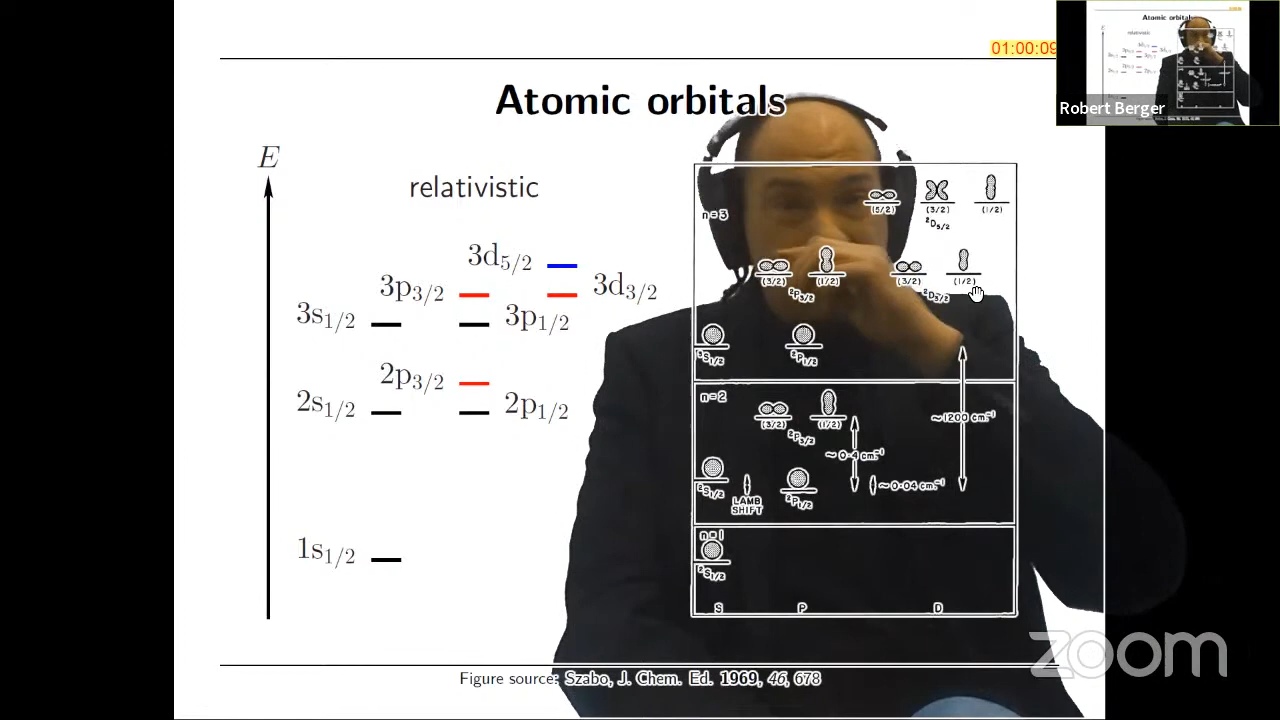 01:00:09
Atomic orbitals
Robert Berger
E
relativistic
3d5/2
3p3/2
3d3/2
3s1/2
3p1/2
2p3/2
2s1/2
2p1/2
1s1/2
n=3
(5/2) (3/2) (1/2)
²D5/2
(3/2) (1/2) (3/2) (1/2)
²P3/2 ²D3/2
²S1/2 ²P1/2
n=2
(3/2) (1/2)
²P3/2
~1200 cm⁻¹
~0·4 cm⁻¹
²S1/2 ²P1/2 ~0·04 cm⁻¹
LAMB
SHIFT
n=1
²S1/2
S P D
zoom
Figure source: Szabo, J. Chem. Ed. 1969, 46, 678